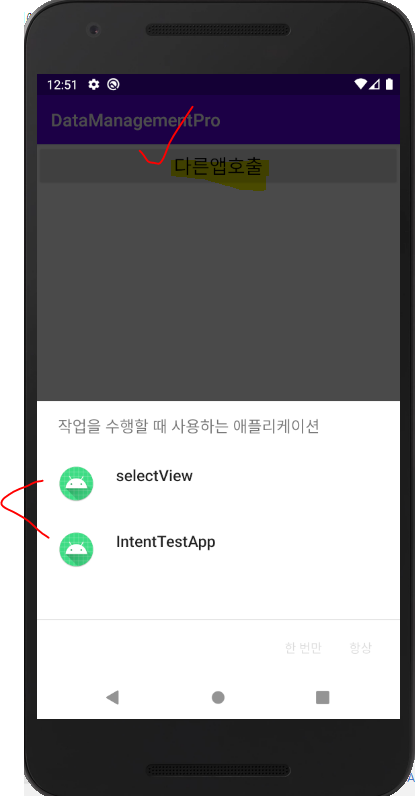 12:51
DataManagementPro
다른앱호출
작업을 수행할 때 사용하는 애플리케이션
selectView
IntentTestApp
한 번만 항상